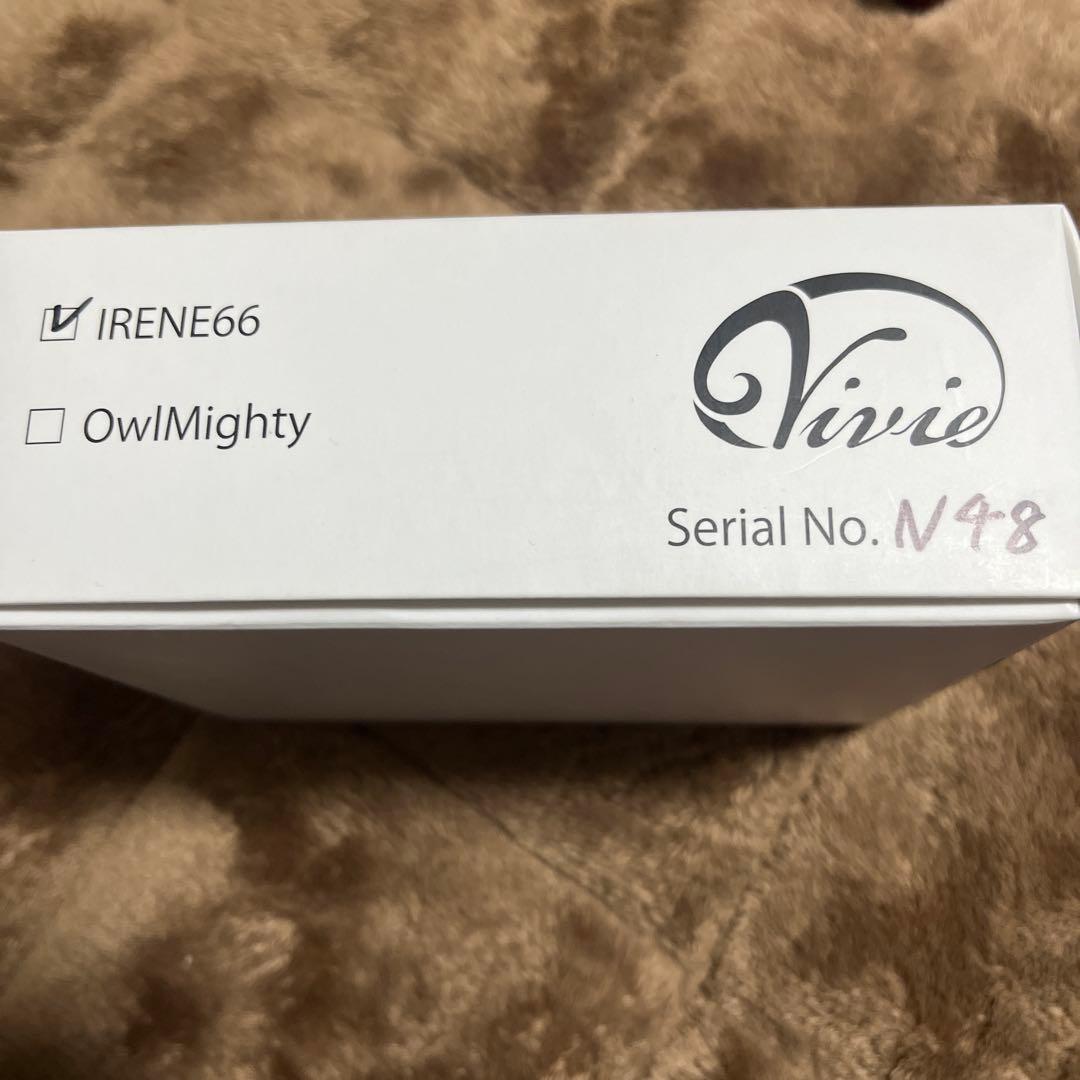 IRENE66
OwlMighty
Vivie
Serial No. N48